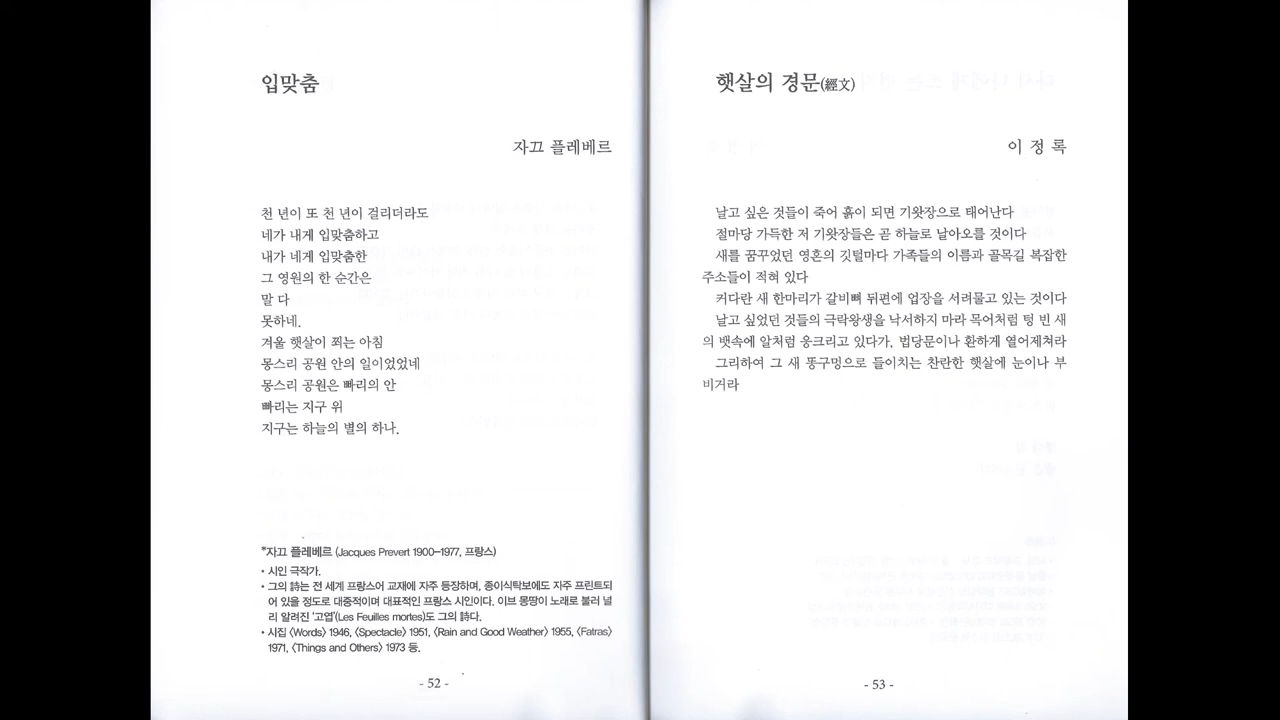 입맞춤
자끄 플레베르
천 년이 또 천 년이 걸리더라도
네가 내게 입맞춤하고
내가 네게 입맞춤한
그 영원의 한 순간은
말 다
못하네.
겨울 햇살이 쬐는 아침
몽스리 공원 안의 일이었었네
몽스리 공원은 빠리의 안
빠리는 지구 위
지구는 하늘의 별의 하나.
*자끄 플레베르 (Jacques Prevert 1900-1977, 프랑스)
• 시인 극작가.
• 그의 詩는 전 세계 프랑스어 교재에 자주 등장하며, 종이식탁보에도 자주 프린트되
어 있을 정도로 대중적이며 대표적인 프랑스 시인이다. 이브 몽땅이 노래로 불러 널
리 알려진 '고엽'(Les Feuilles mortes)도 그의 詩다.
• 시집 〈Words〉 1946, 〈Spectacle〉 1951, 〈Rain and Good Weather〉 1955, 〈Fatras〉
1971, 〈Things and Others〉 1973 등.
- 52 -
햇살의 경문(經文)
이 정 록
날고 싶은 것들이 죽어 흙이 되면 기왓장으로 태어난다
절마당 가득한 저 기왓장들은 곧 하늘로 날아오를 것이다
새를 꿈꾸었던 영혼의 깃털마다 가족들의 이름과 골목길 복잡한
주소들이 적혀 있다
커다란 새 한마리가 갈비뼈 뒤편에 업장을 서려물고 있는 것이다
날고 싶었던 것들의 극락왕생을 낙서하지 마라 목어처럼 텅 빈 새
의 뱃속에 알처럼 웅크리고 있다가, 법당문이나 환하게 열어제쳐라
그리하여 그 새 똥구멍으로 들이치는 찬란한 햇살에 눈이나 부
비거라
- 53 -